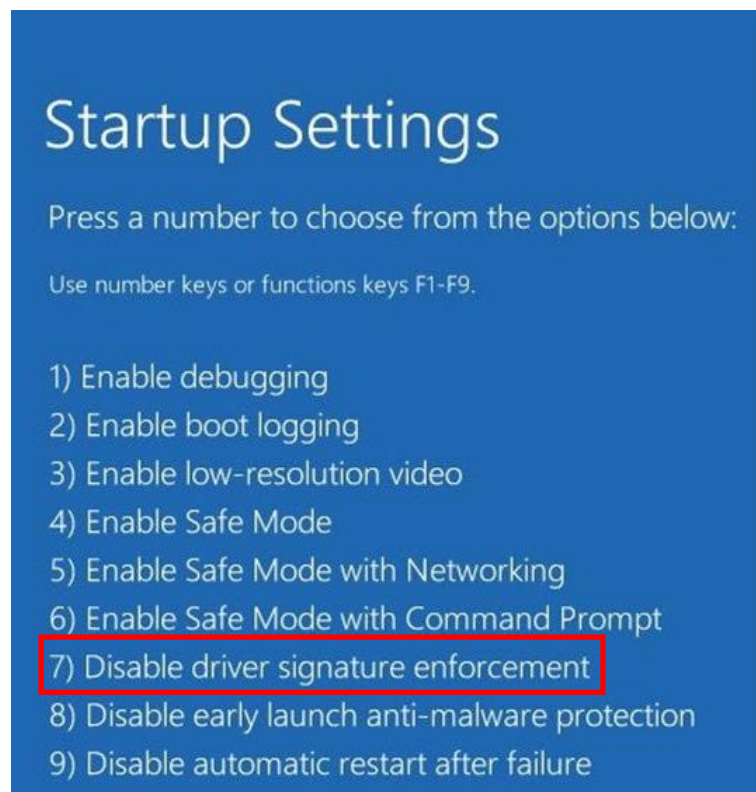 Startup Settings
Press a number to choose from the options below:
Use number keys or functions keys F1-F9.
1) Enable debugging
2) Enable boot logging
3) Enable low-resolution video
4) Enable Safe Mode
5) Enable Safe Mode with Networking
6) Enable Safe Mode with Command Prompt
7) Disable driver signature enforcement
8) Disable early launch anti-malware protection
9) Disable automatic restart after failure